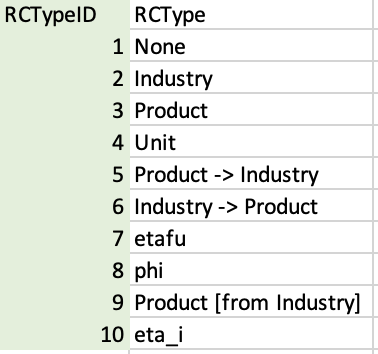 RCTypeID RCType
1 None
2 Industry
3 Product
4 Unit
5 Product -> Industry
6 Industry -> Product
7 etafu
8 phi
9 Product [from Industry]
10 eta_i